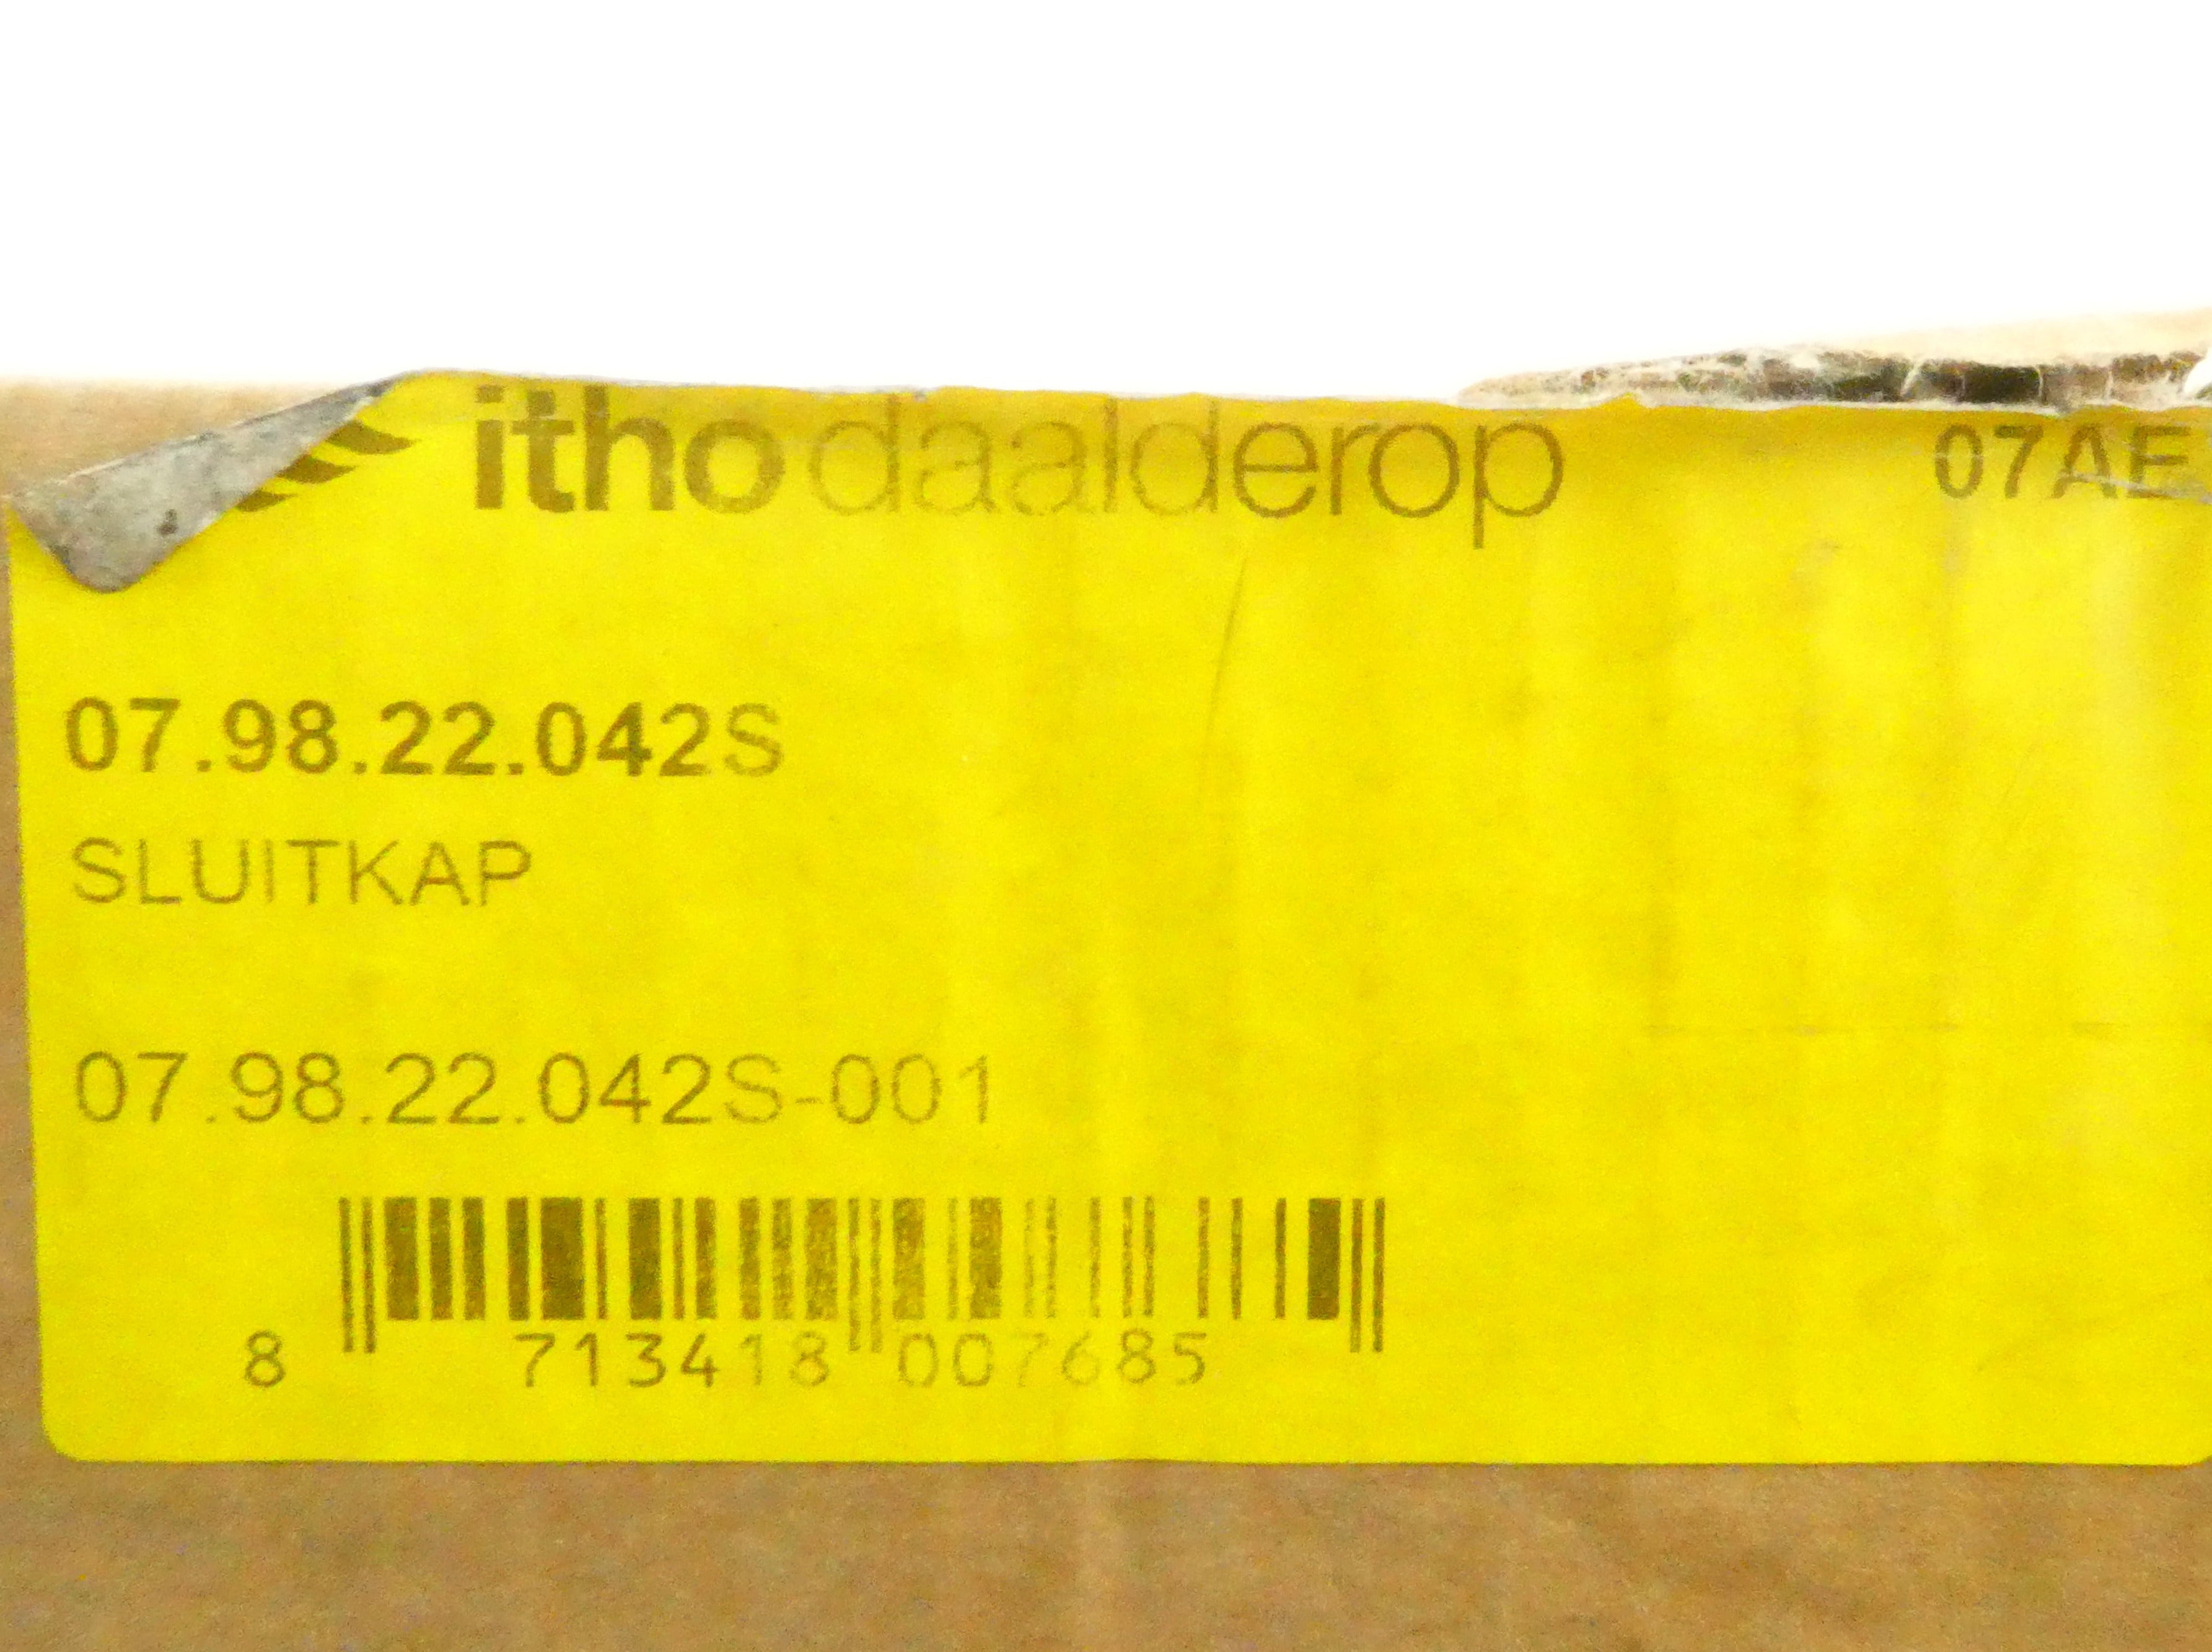 itho daalderop 07AE
07.98.22.042S
SLUITKAP
07.98.22.042S-001
8 713418 007685